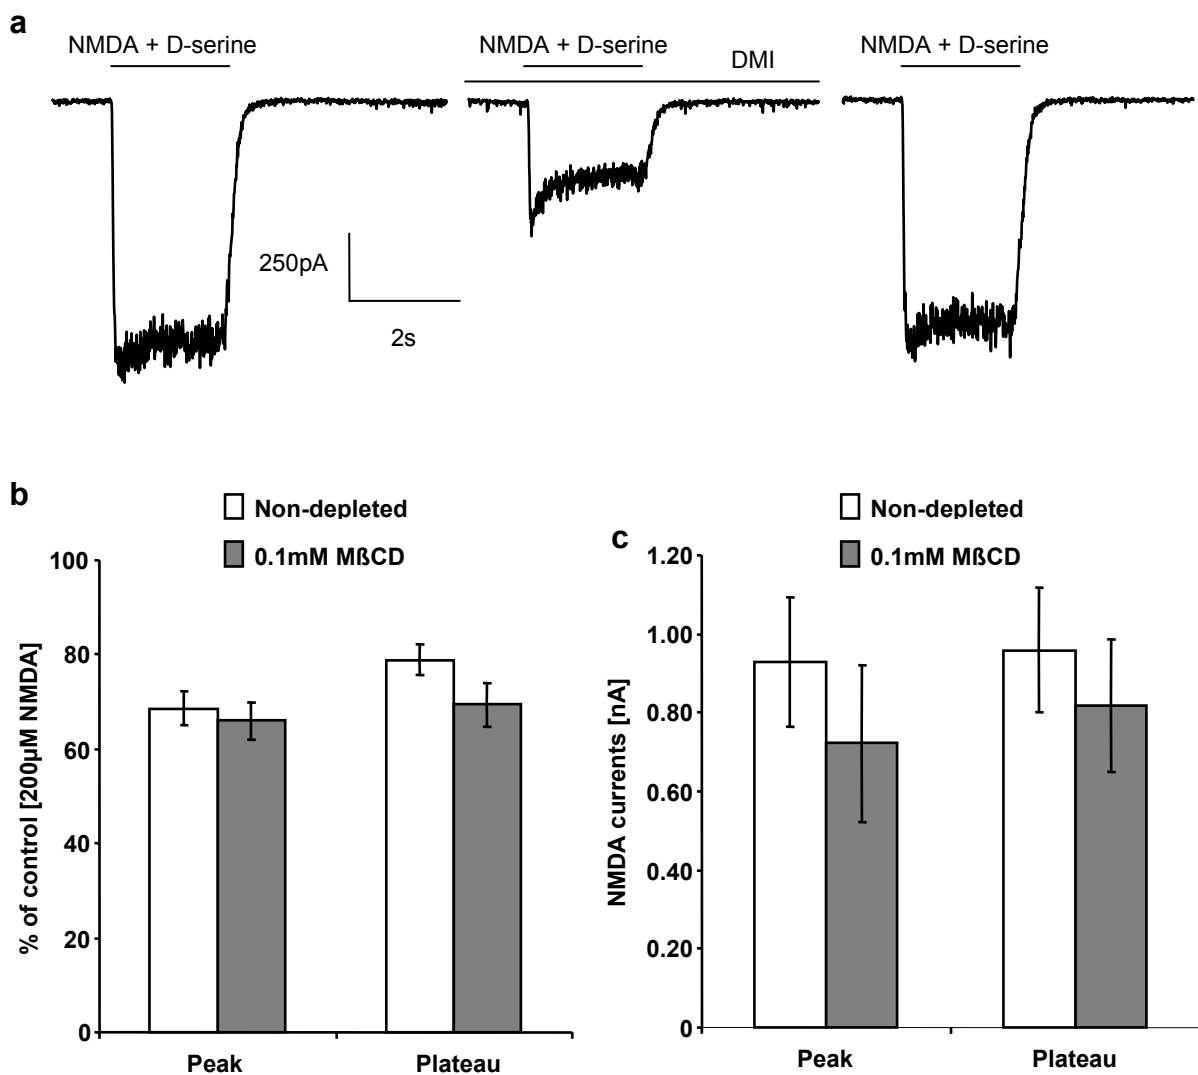 a
NMDA + D-serine
NMDA + D-serine
NMDA + D-serine
DMI
250pA
2s
b
Non-depleted
0.1mM MßCD
% of control [200µM NMDA]
100
80
60
40
20
0
Peak
Plateau
c
Non-depleted
0.1mM MßCD
NMDA currents [nA]
1.20
1.00
0.80
0.60
0.40
0.20
0
Peak
Plateau